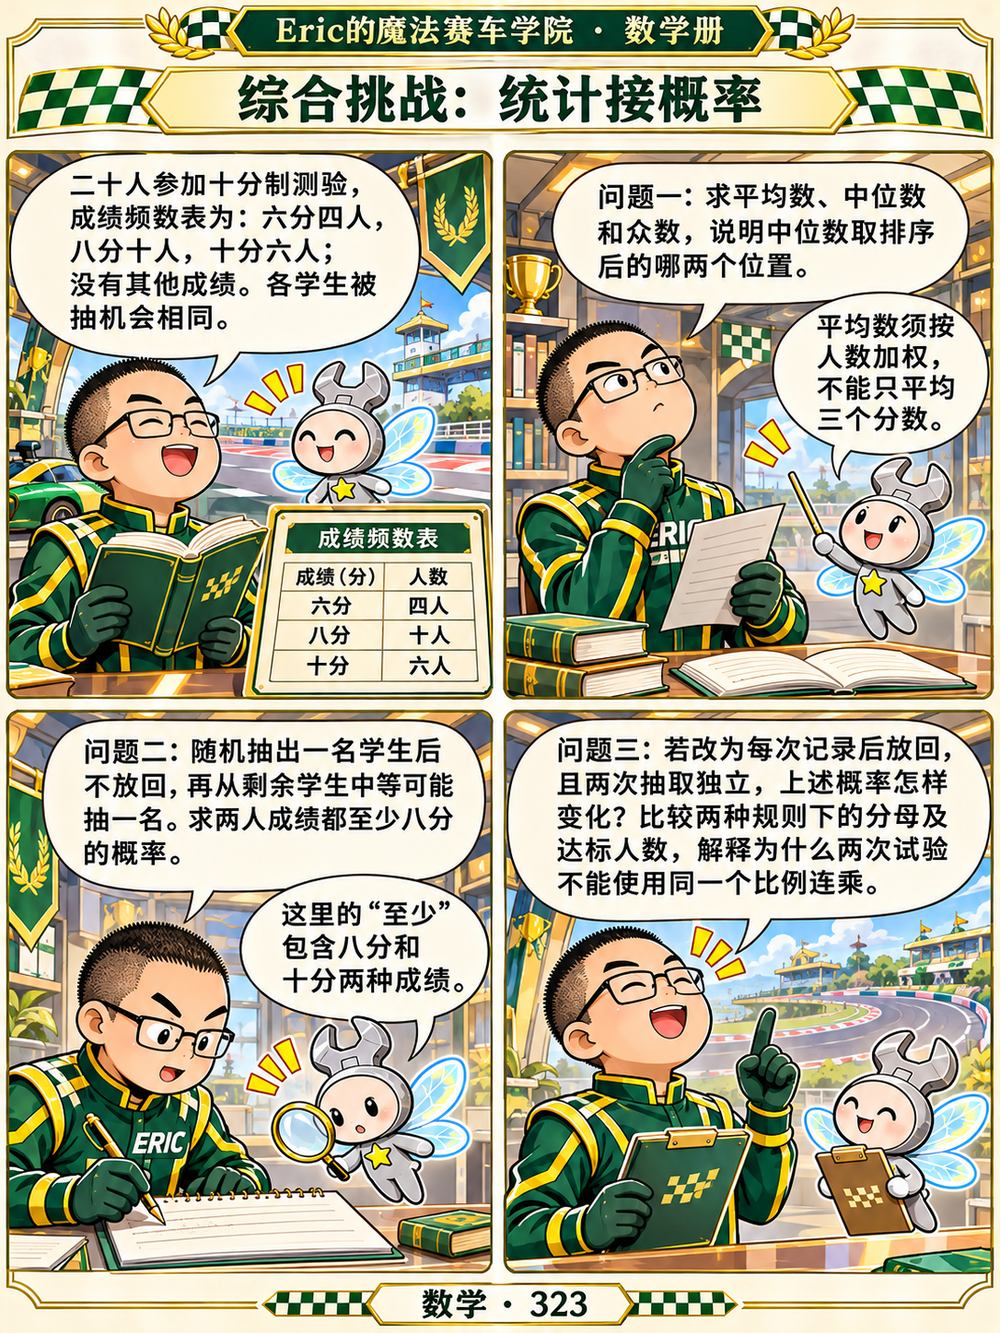 Eric的魔法赛车学院 · 数学册
综合挑战：统计接概率
二十人参加十分制测验，
成绩频数表为：六分四人，
八分十人，十分六人；
没有其他成绩。各学生被
抽机会相同。
成绩频数表
成绩（分） 人数
六分 四人
八分 十人
十分 六人
问题一：求平均数、中位数
和众数，说明中位数取排序
后的哪两个位置。
平均数须按
人数加权，
不能只平均
三个分数。
ERIC
问题二：随机抽出一名学生后
不放回，再从剩余学生中等可能
抽一名。求两人成绩都至少八分
的概率。
这里的“至少”
包含八分和
十分两种成绩。
ERIC
问题三：若改为每次记录后放回，
且两次抽取独立，上述概率怎样
变化？比较两种规则下的分母及
达标人数，解释为什么两次试验
不能使用同一个比例连乘。
数学 · 323